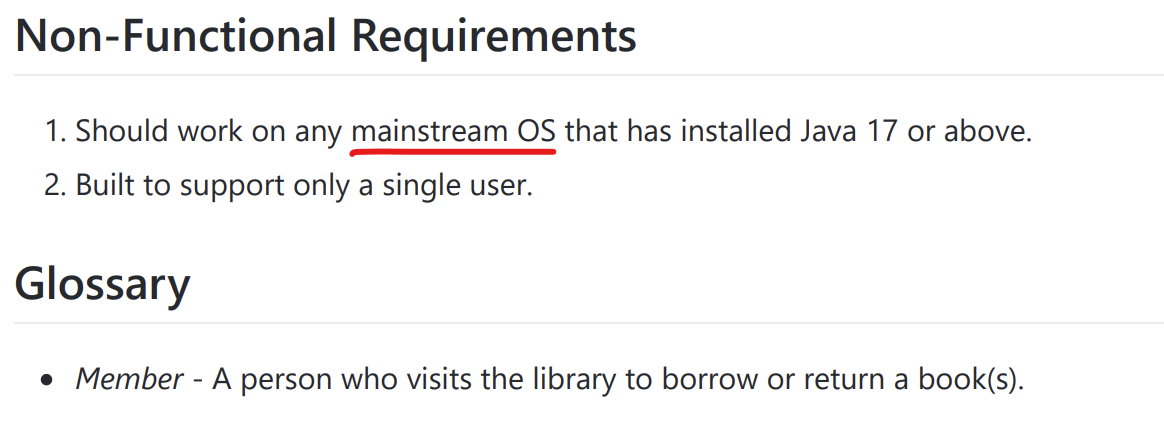 Non-Functional Requirements
1. Should work on any mainstream OS that has installed Java 17 or above.
2. Built to support only a single user.
Glossary
• Member - A person who visits the library to borrow or return a book(s).